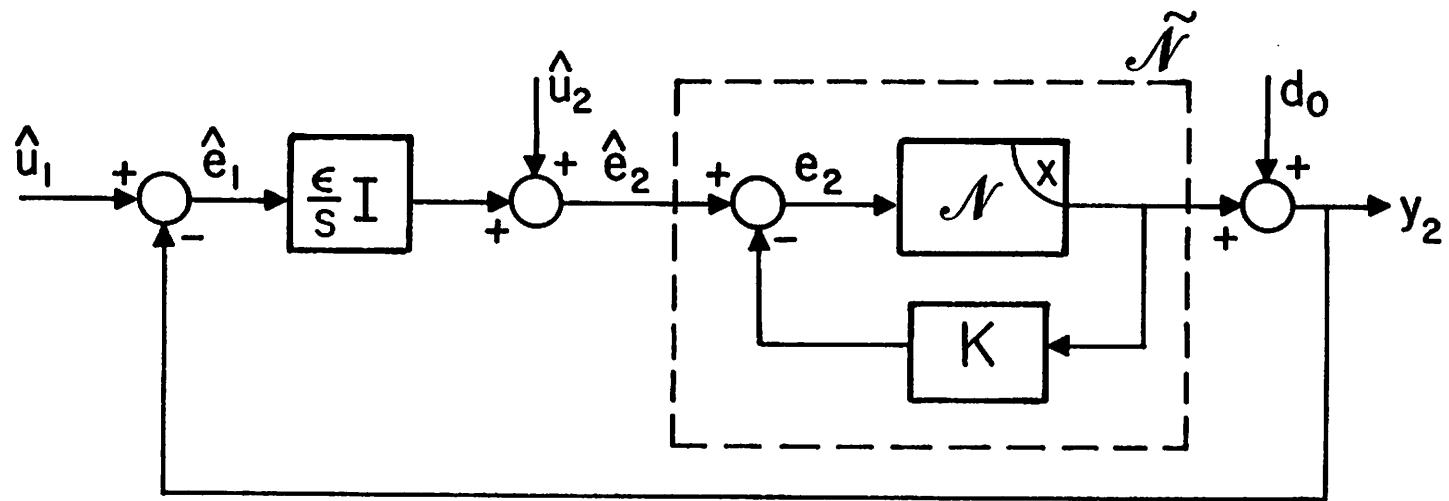 𝒩̃
û₁
+
−
ê₁
ϵ/s I
û₂
+
+
ê₂
+
−
e₂
𝒩
x
K
d₀
+
+
y₂